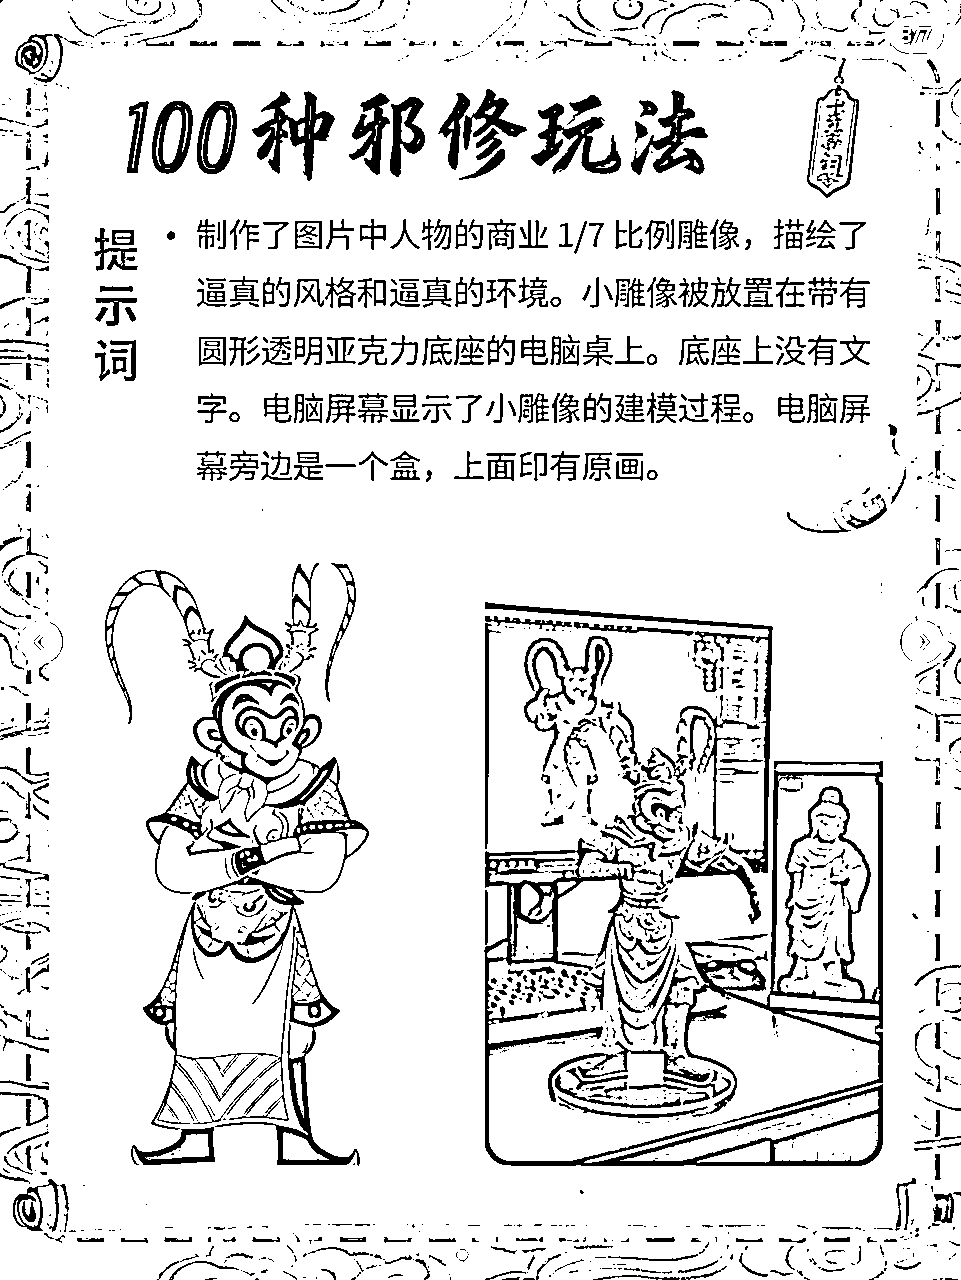 100种邪修玩法
提示词
• 制作了图片中人物的商业 1/7 比例雕像，描绘了
逼真的风格和逼真的环境。小雕像被放置在带有
圆形透明亚克力底座的电脑桌上。底座上没有文
字。电脑屏幕显示了小雕像的建模过程。电脑屏
幕旁边是一个盒，上面印有原画。